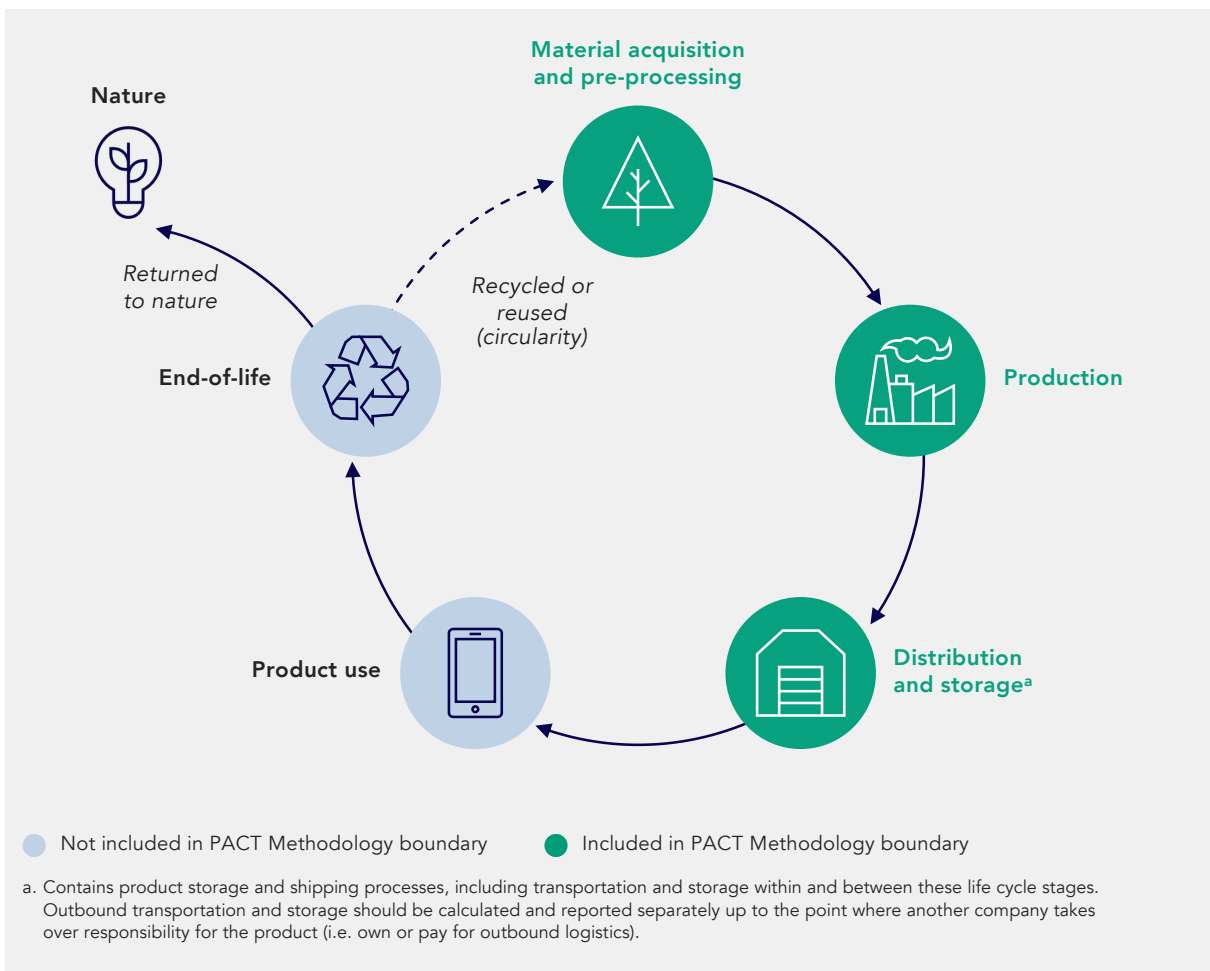 Material acquisition
and pre-processing
Nature
Returned
to nature
Recycled or
reused
(circularity)
End-of-life
Production
Product use
Distribution
and storageᵃ
Not included in PACT Methodology boundary
Included in PACT Methodology boundary
a. Contains product storage and shipping processes, including transportation and storage within and between these life cycle stages.
Outbound transportation and storage should be calculated and reported separately up to the point where another company takes
over responsibility for the product (i.e. own or pay for outbound logistics).